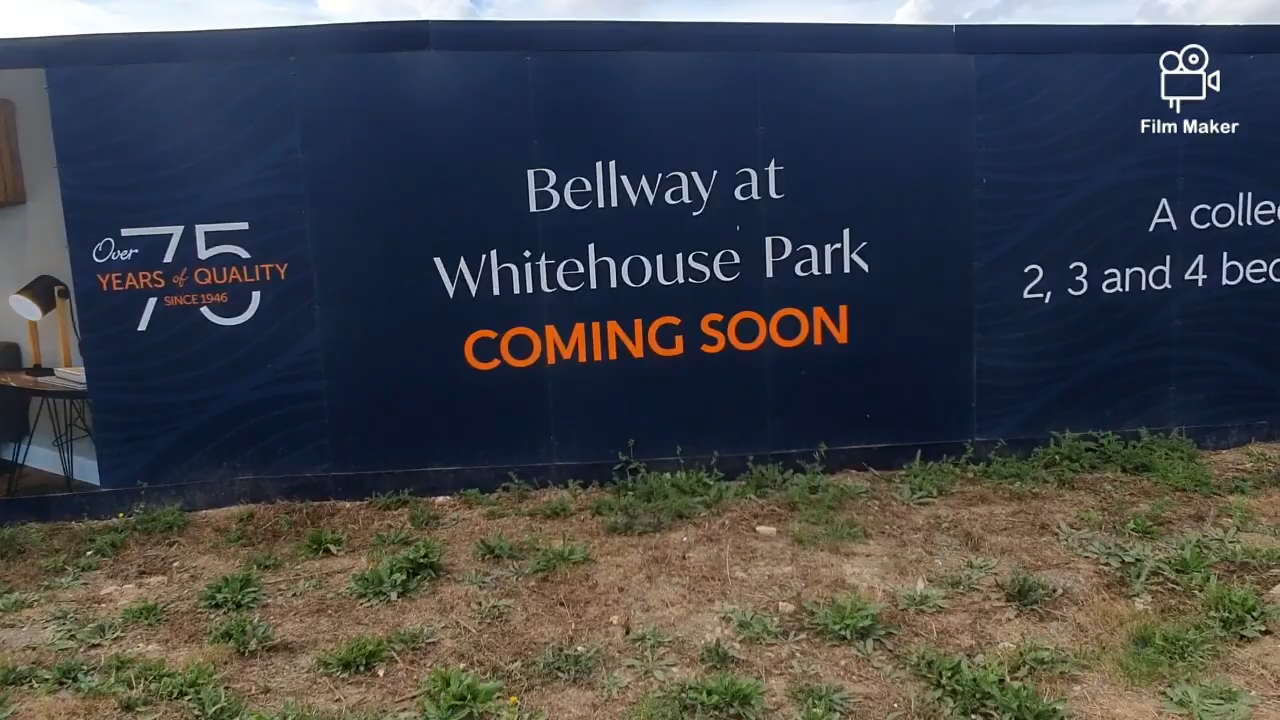 Over 75
YEARS of QUALITY
SINCE 1946
Bellway at
Whitehouse Park
COMING SOON
A colle
2, 3 and 4 bed
Film Maker